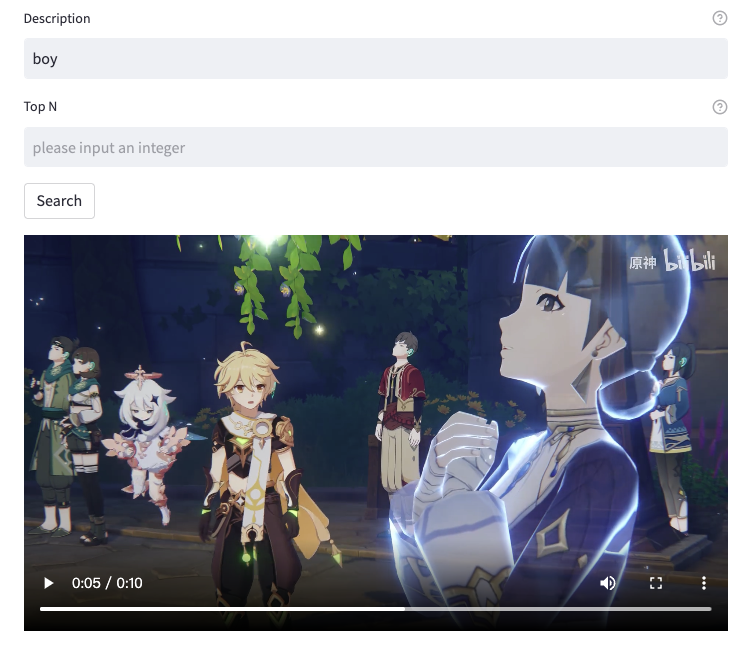 Description
boy
Top N
please input an integer
Search
原神 bilibili
0:05 / 0:10